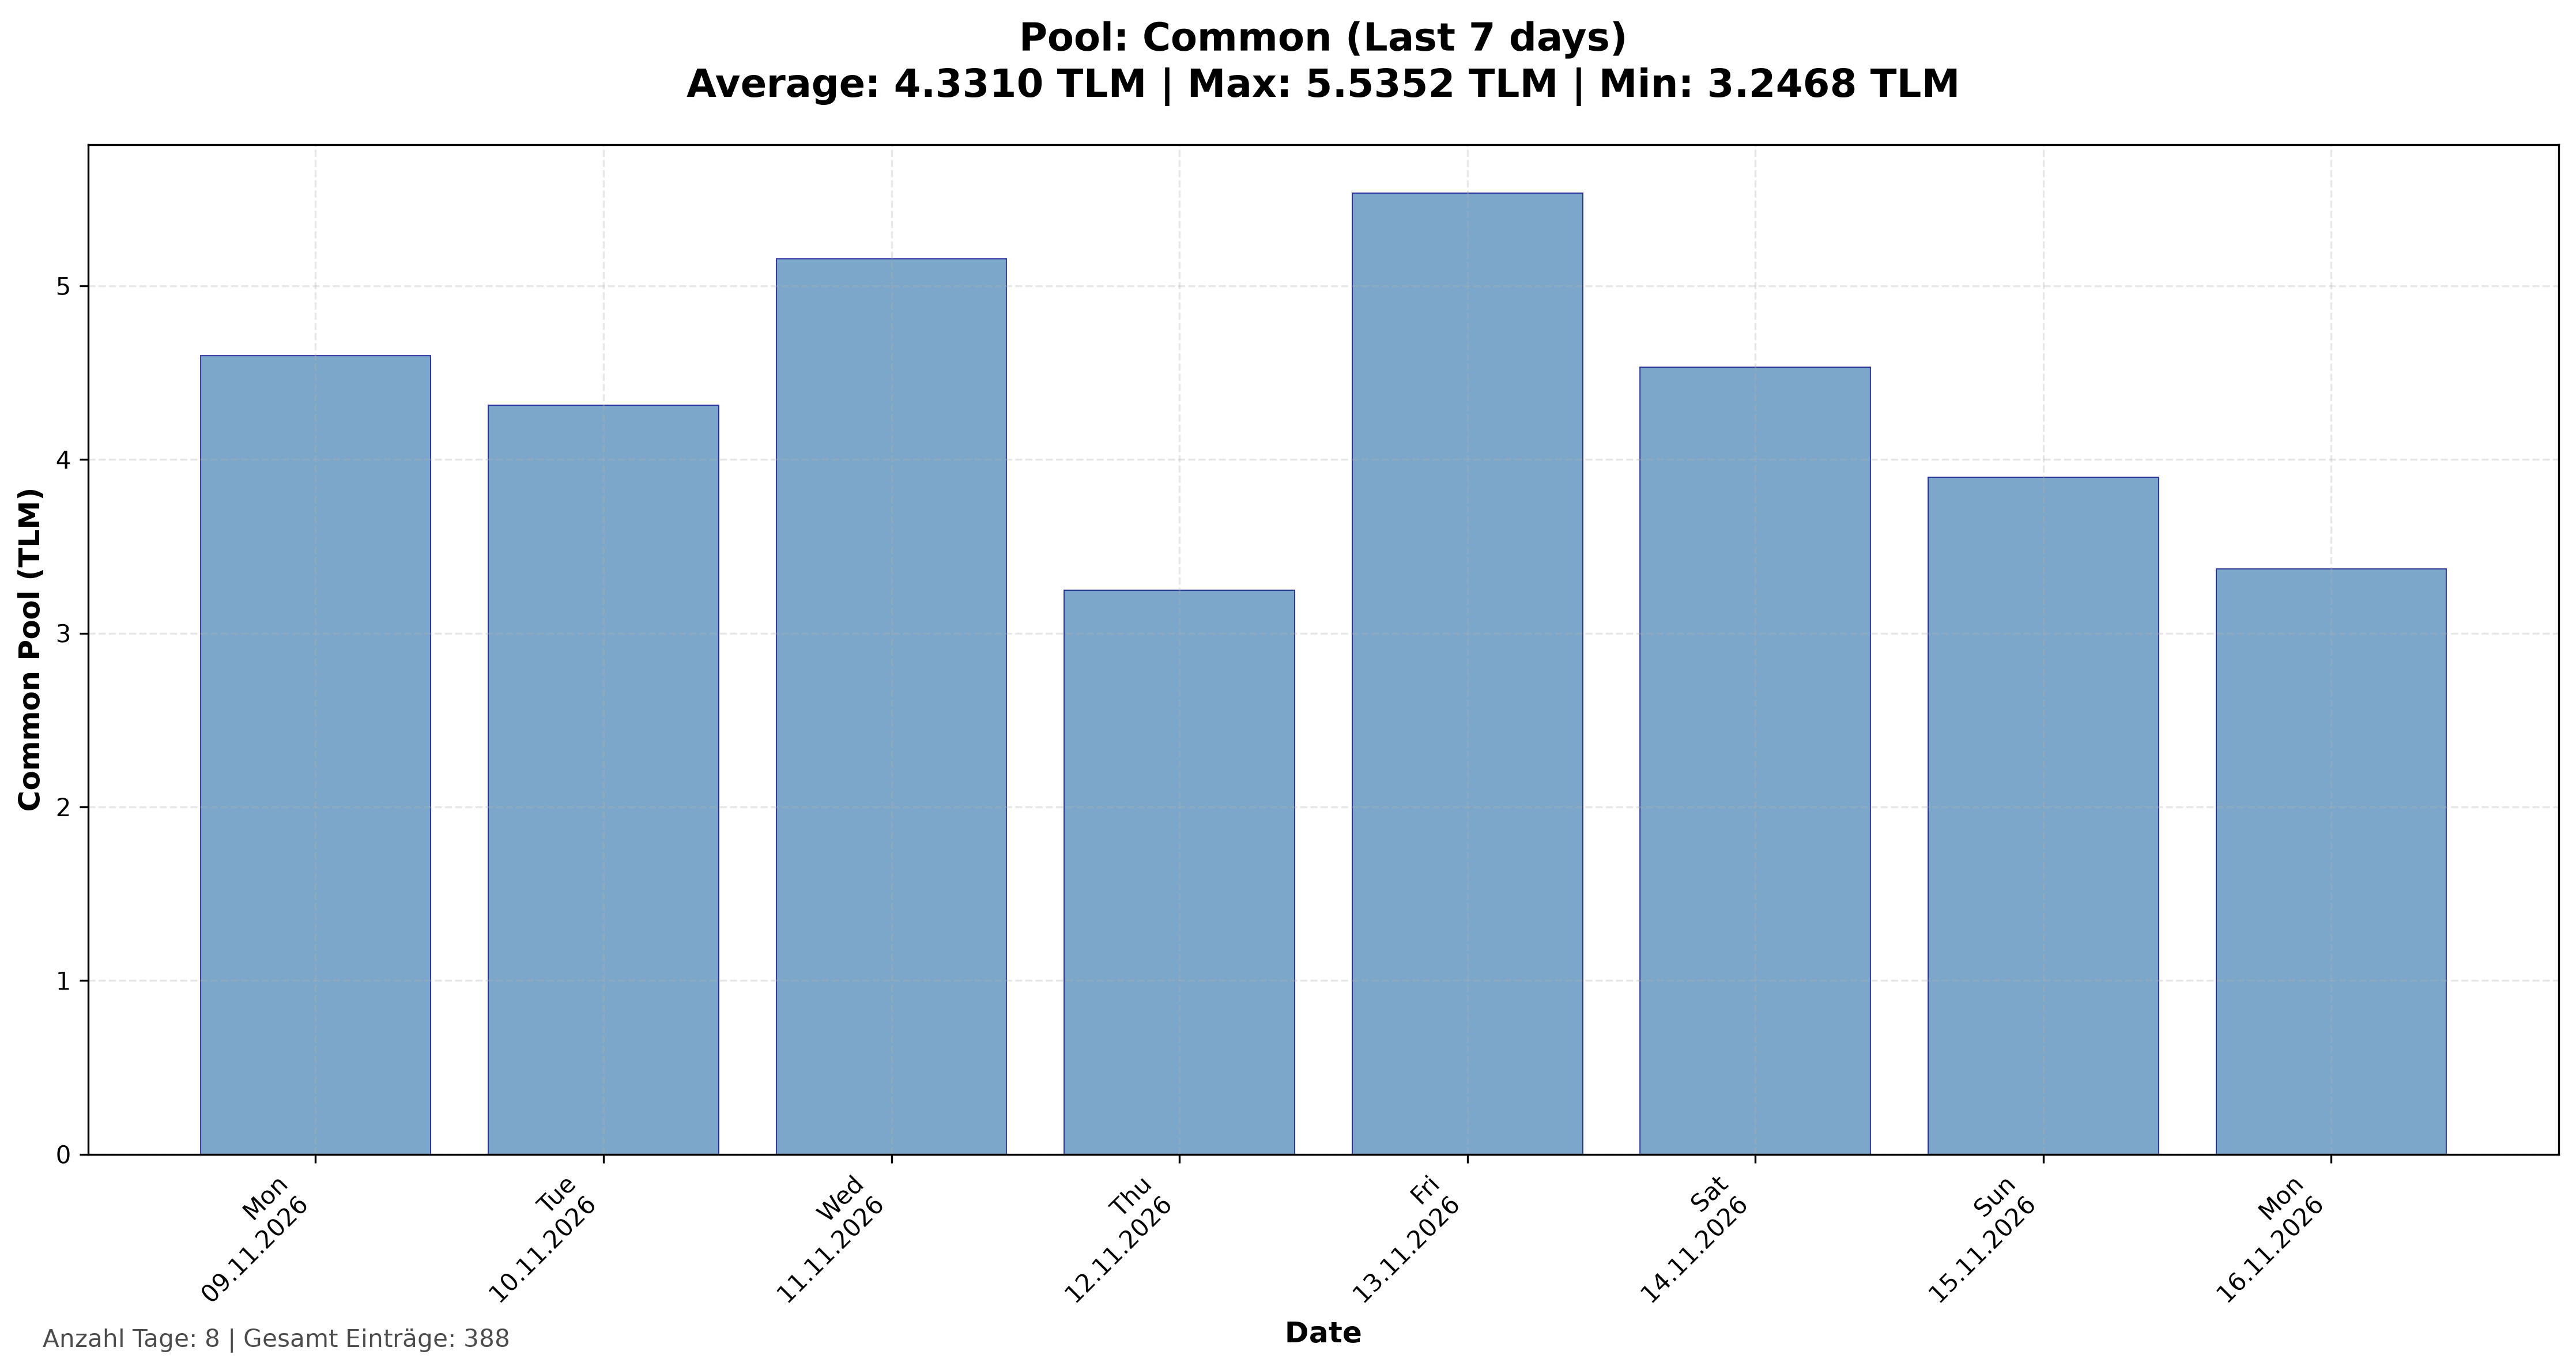 Pool: Common (Last 7 days)
Average: 4.3310 TLM | Max: 5.5352 TLM | Min: 3.2468 TLM
Common Pool (TLM)
5
4
3
2
1
0
Mon
09.11.2026
Tue
10.11.2026
Wed
11.11.2026
Thu
12.11.2026
Fri
13.11.2026
Sat
14.11.2026
Sun
15.11.2026
Mon
16.11.2026
Date
Anzahl Tage: 8 | Gesamt Einträge: 388